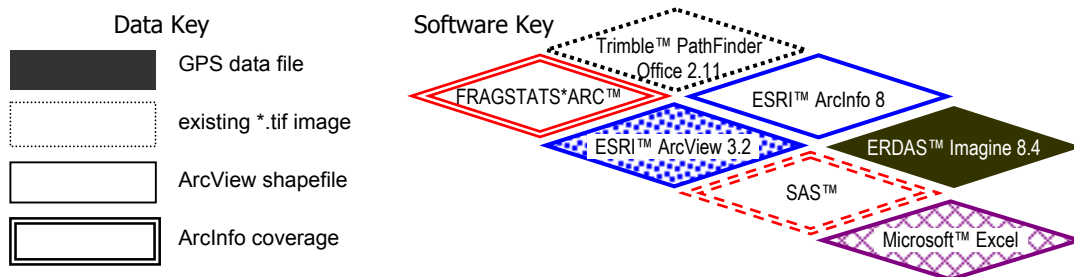 Data Key
GPS data file
existing *.tif image
ArcView shapefile
ArcInfo coverage
Software Key
Trimble™ PathFinder
Office 2.11
FRAGSTATS*ARC™
ESRI™ ArcInfo 8
ESRI™ ArcView 3.2
ERDAS™ Imagine 8.4
SAS™
Microsoft™ Excel